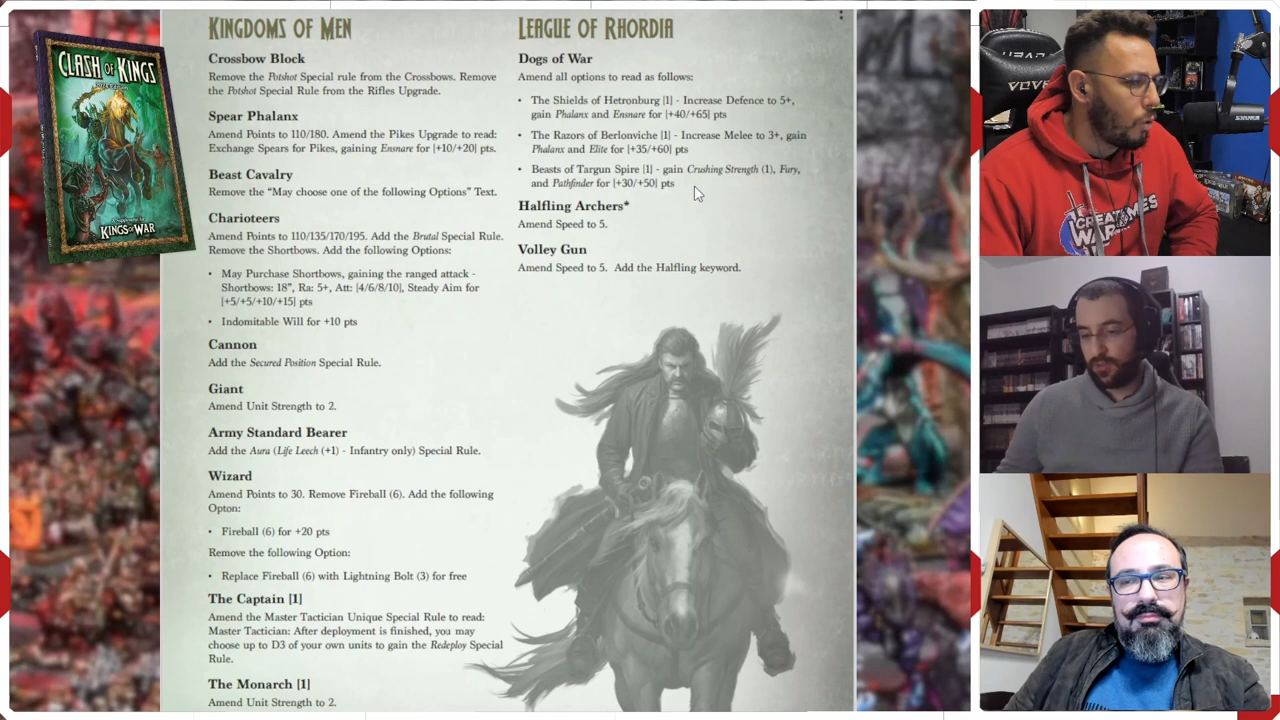 CLASH OF KINGS
KINGS OF WAR
KINGDOMS OF MEN
Crossbow Block
Remove the Potshot Special rule from the Crossbows. Remove
the Potshot Special Rule from the Rifles Upgrade.
Spear Phalanx
Amend Points to 110/180. Amend the Pikes Upgrade to read:
Exchange Spears for Pikes, gaining Ensnare for [+10/+20] pts.
Beast Cavalry
Remove the “May choose one of the following Options” Text.
Charioteers
Amend Points to 110/135/170/195. Add the Brutal Special Rule.
Remove the Shortbows. Add the following Options:
• May Purchase Shortbows, gaining the ranged attack -
Shortbows: 18”, Ra: 5+, Att: [4/6/8/10], Steady Aim for
[+5/+5/+10/+15] pts
• Indomitable Will for +10 pts
Cannon
Add the Secured Position Special Rule.
Giant
Amend Unit Strength to 2.
Army Standard Bearer
Add the Aura (Life Leech (+1) - Infantry only) Special Rule.
Wizard
Amend Points to 30. Remove Fireball (6). Add the following
Opton:
• Fireball (6) for +20 pts
Remove the following Option:
• Replace Fireball (6) with Lightning Bolt (3) for free
The Captain [1]
Amend the Master Tactician Unique Special Rule to read:
Master Tactician: After deployment is finished, you may
choose up to D3 of your own units to gain the Redeploy Special
Rule.
The Monarch [1]
Amend Unit Strength to 2.
LEAGUE OF RHORDIA
Dogs of War
Amend all options to read as follows:
• The Shields of Hetronburg [1] - Increase Defence to 5+,
gain Phalanx and Ensnare for [+40/+65] pts
• The Razors of Berlonviche [1] - Increase Melee to 3+, gain
Phalanx and Elite for [+35/+60] pts
• Beasts of Targun Spire [1] - gain Crushing Strength (1), Fury,
and Pathfinder for [+30/+50] pts
Halfling Archers*
Amend Speed to 5.
Volley Gun
Amend Speed to 5. Add the Halfling keyword.